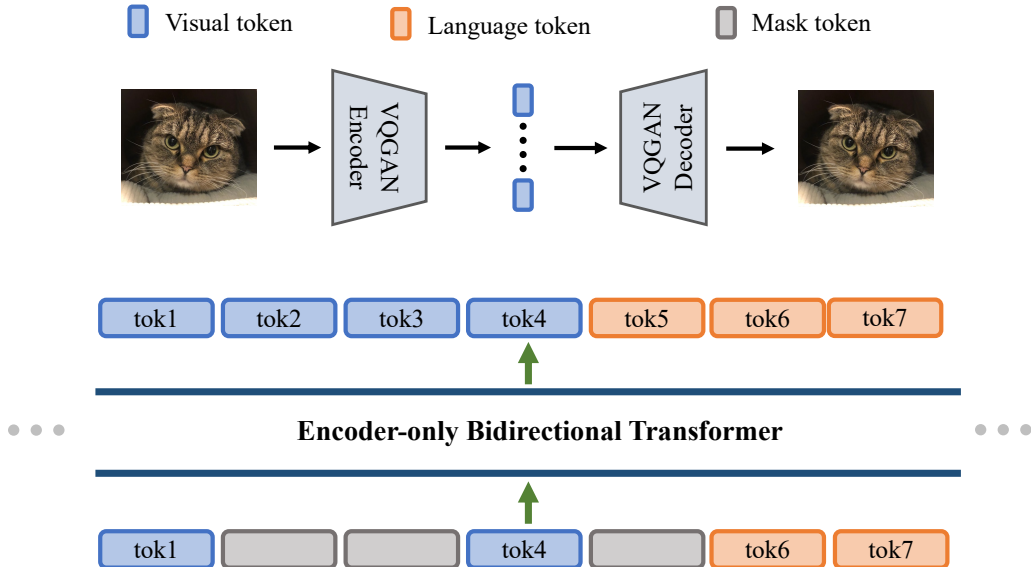 Visual token
Language token
Mask token
VQGAN
Encoder
VQGAN
Decoder
tok1
tok2
tok3
tok4
tok5
tok6
tok7
Encoder-only Bidirectional Transformer
tok1
tok4
tok6
tok7